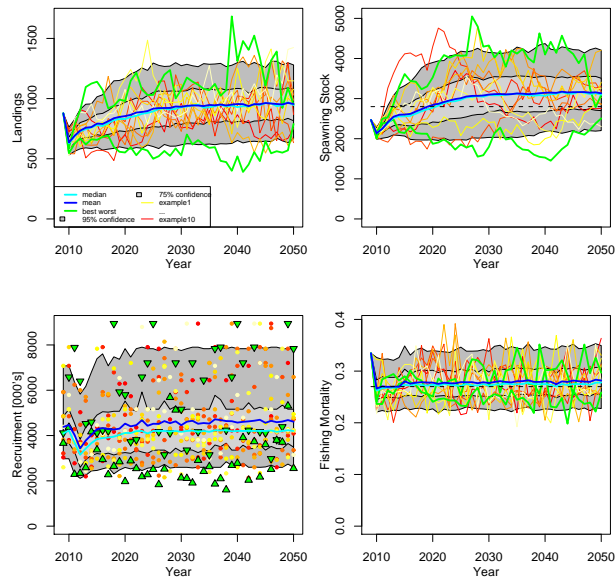 1500
1000
500
0
Landings
median
mean
best worst
95% confidence
75% confidence
example1
...
example10
2010 2020 2030 2040 2050
Year
5000
4000
3000
2000
1000
0
Spawning Stock
2010 2020 2030 2040 2050
Year
8000
6000
4000
2000
0
Recruitment [000's]
2010 2020 2030 2040 2050
Year
0.4
0.3
0.2
0.1
0.0
Fishing Mortality
2010 2020 2030 2040 2050
Year